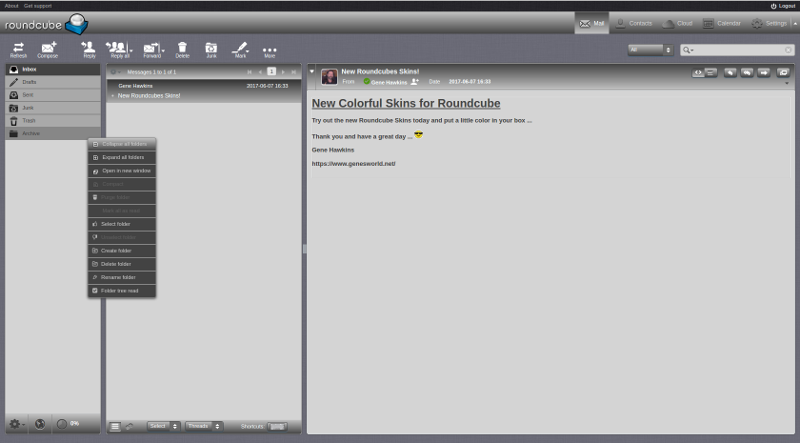 About Get support
Logout
roundcube
Mail Contacts Cloud Calendar Settings
Refresh Compose Reply Reply all Forward Delete Junk Mark More
All
Inbox
Drafts
Sent
Junk
Trash
Archive
Messages 1 to 1 of 1
1
Gene Hawkins 2017-06-07 16:33
New Roundcubes Skins!
Collapse all folders
Expand all folders
Open in new window
Empty folder
Mark all as read
Select folder
Create folder
Delete folder
Rename folder
Folder tree read
0%
Select Threads Shortcuts
New Roundcubes Skins!
From Gene Hawkins Date 2017-06-07 16:33
New Colorful Skins for Roundcube
Try out the new Roundcube Skins today and put a little color in your box ...
Thank you and have a great day ...
Gene Hawkins
https://www.genesworld.net/